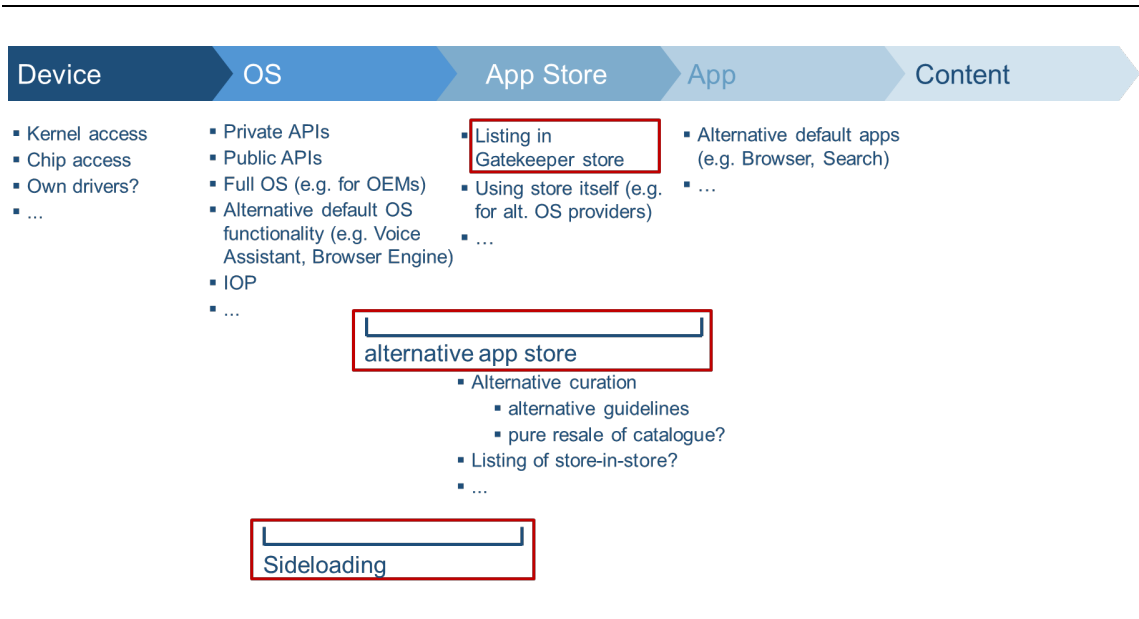 Device
OS
App Store
App
Content
▪ Kernel access
▪ Chip access
▪ Own drivers?
▪ ...
▪ Private APIs
▪ Public APIs
▪ Full OS (e.g. for OEMs)
▪ Alternative default OS
functionality (e.g. Voice
Assistant, Browser Engine)
▪ IOP
▪ ...
▪ Listing in
Gatekeeper store
▪ Using store itself (e.g.
for alt. OS providers)
▪ ...
▪ Alternative default apps
(e.g. Browser, Search)
▪ ...
alternative app store
▪ Alternative curation
▪ alternative guidelines
▪ pure resale of catalogue?
▪ Listing of store-in-store?
▪ ...
Sideloading